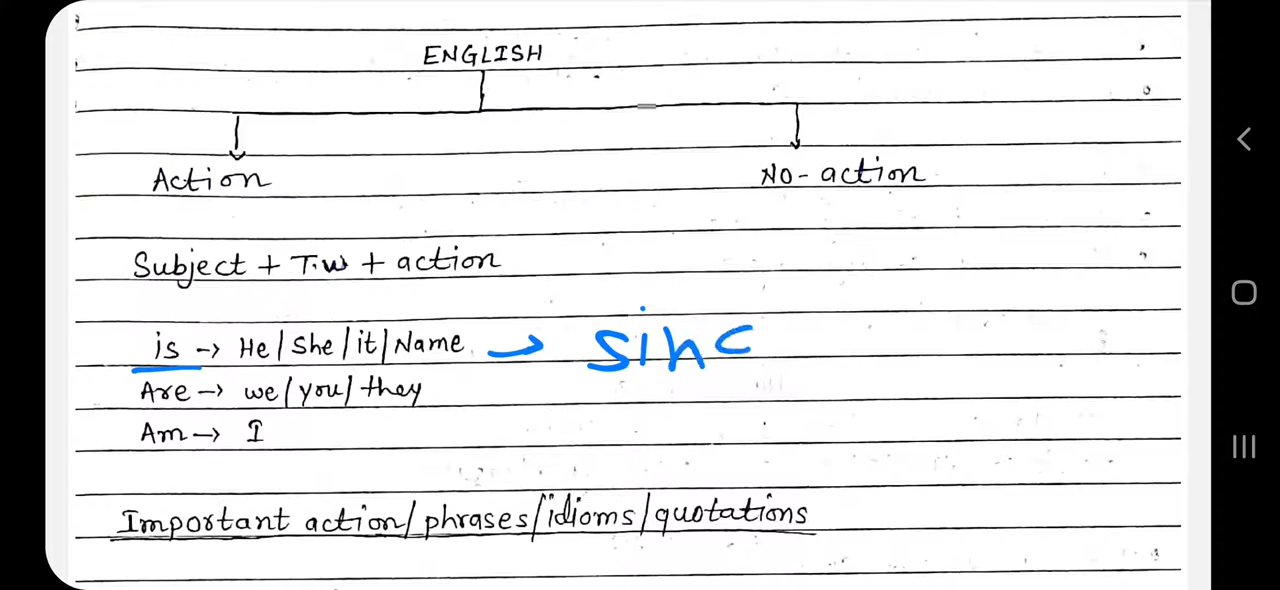 ENGLISH
Action No-action
Subject + T.W + action
is → He/She/it/Name → sinc
Are → we/you/they
Am → I
Important action/phrases/idioms/quotations